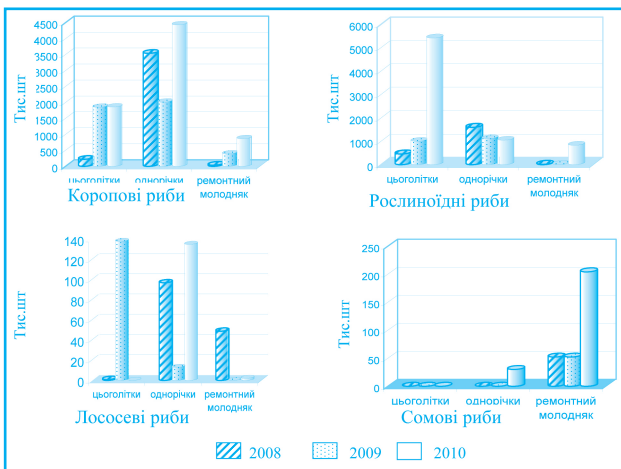 Тис.шт
4500
4000
3500
3000
2500
2000
1500
1000
500
0
цьоголітки однорічки ремонтний
молодняк
Коропові риби
Тис.шт
6000
5000
4000
3000
2000
1000
0
цьоголітки однорічки ремонтний
молодняк
Рослиноїдні риби
Тис.шт
140
120
100
80
60
40
20
0
цьоголітки однорічки ремонтний
молодняк
Лососеві риби
Тис.шт
250
200
150
100
50
0
цьоголітки однорічки ремонтний
молодняк
Сомові риби
2008 2009 2010